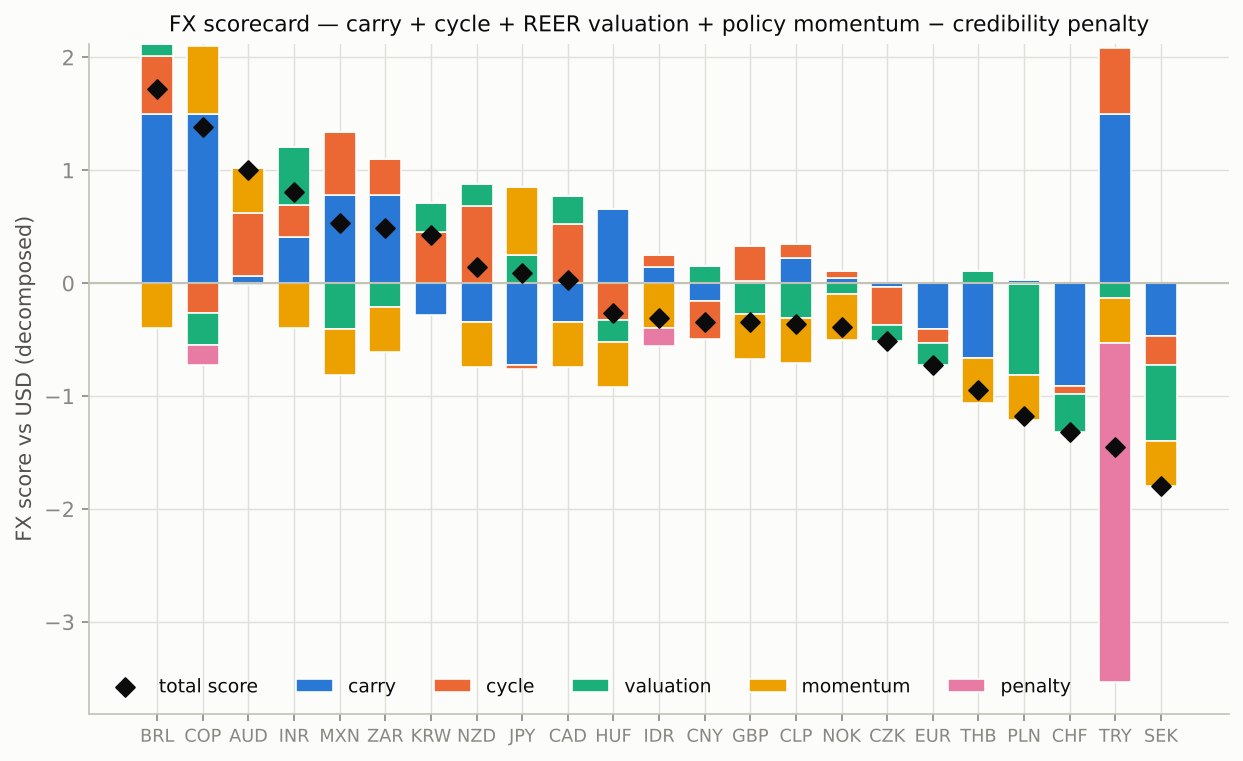 FX scorecard — carry + cycle + REER valuation + policy momentum − credibility penalty
FX score vs USD (decomposed)
2
1
0
−1
−2
−3
total score carry cycle valuation momentum penalty
BRL COP AUD INR MXN ZAR KRW NZD JPY CAD HUF IDR CNY GBP CLP NOK CZK EUR THB PLN CHF TRY SEK